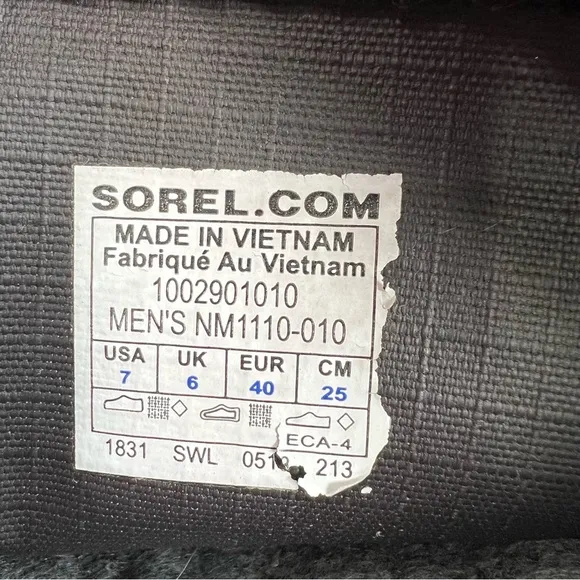 SOREL.COM
MADE IN VIETNAM
Fabriqué Au Vietnam
1002901010
MEN'S NM1110-010
USA UK EUR CM
7 6 40 25
ECA-4
1831 SWL 213